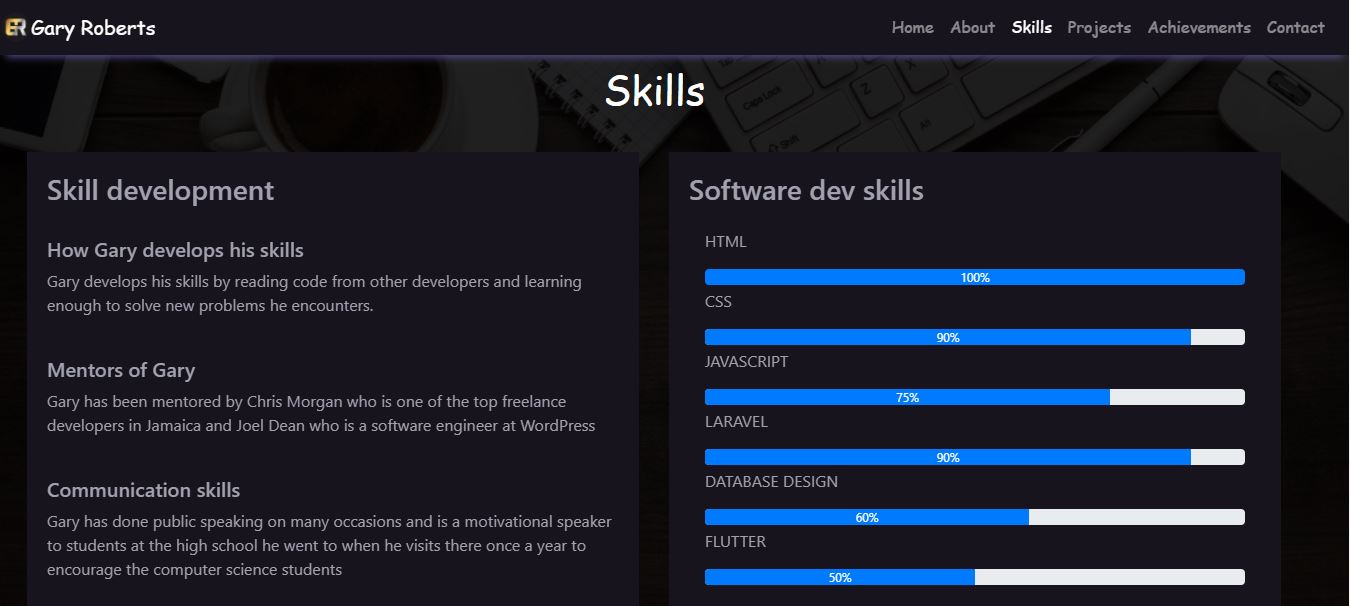 GR Gary Roberts
Home About Skills Projects Achievements Contact
Skills
Tab
Caps Lock
Shift
Z
X
Alt
Skill development
How Gary develops his skills
Gary develops his skills by reading code from other developers and learning
enough to solve new problems he encounters.
Mentors of Gary
Gary has been mentored by Chris Morgan who is one of the top freelance
developers in Jamaica and Joel Dean who is a software engineer at WordPress
Communication skills
Gary has done public speaking on many occasions and is a motivational speaker
to students at the high school he went to when he visits there once a year to
encourage the computer science students
Software dev skills
HTML
100%
CSS
90%
JAVASCRIPT
75%
LARAVEL
90%
DATABASE DESIGN
60%
FLUTTER
50%